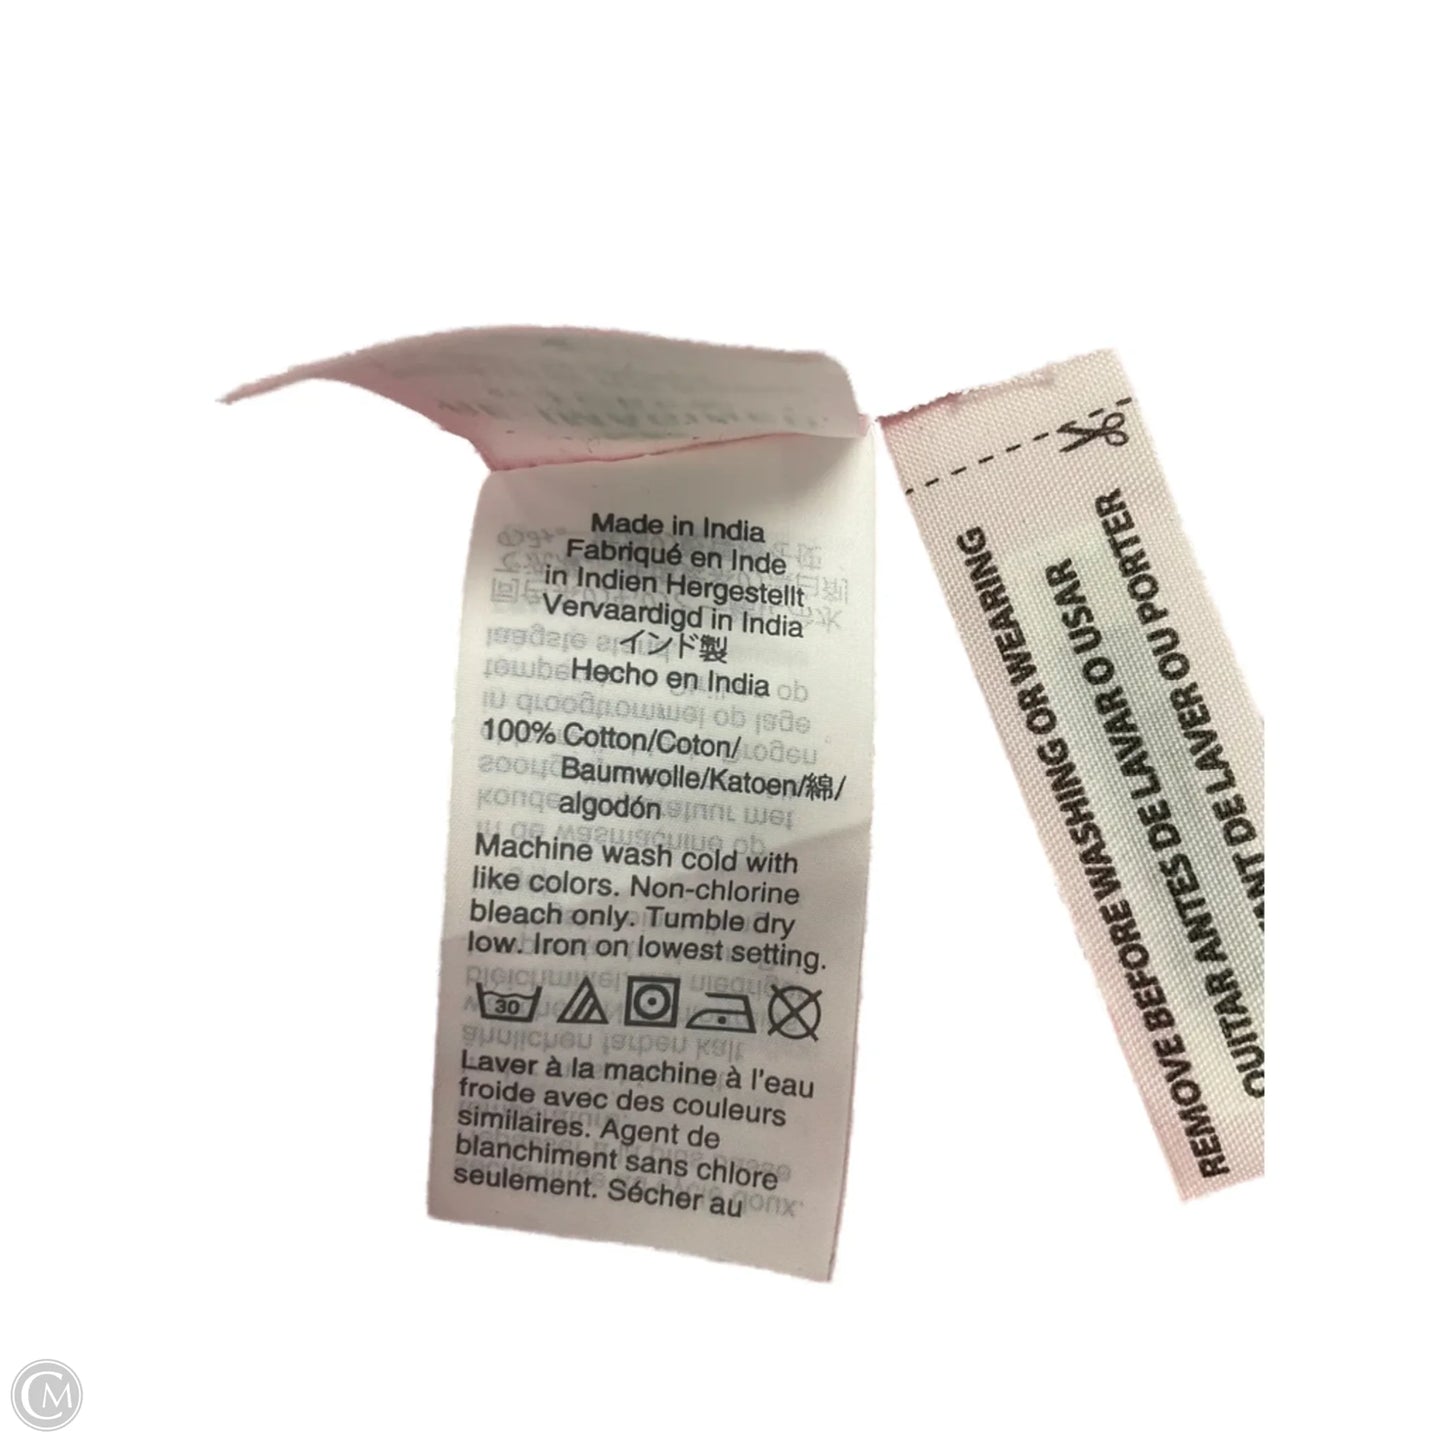 Made in India
Fabriqué en Inde
in Indien Hergestellt
Vervaardigd in India
インド製
Hecho en India
100% Cotton/Coton/
Baumwolle/Katoen/綿/
algodón
Machine wash cold with
like colors. Non-chlorine
bleach only. Tumble dry
low. Iron on lowest setting.
30
Laver à la machine à l'eau
froide avec des couleurs
similaires. Agent de
blanchiment sans chlore
seulement. Sécher au
REMOVE BEFORE WASHING OR WEARING
QUITAR ANTES DE LAVAR O USAR
ANT DE LAVER OU PORTER
CM